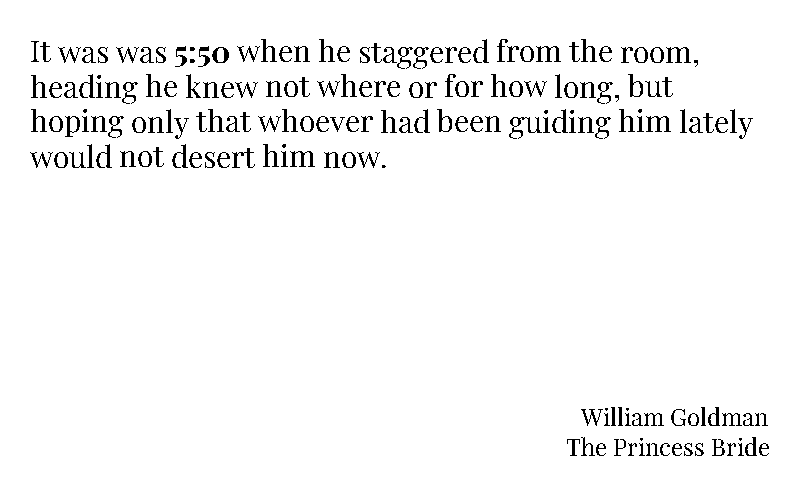 It was was 5:50 when he staggered from the room,
heading he knew not where or for how long, but
hoping only that whoever had been guiding him lately
would not desert him now.
William Goldman
The Princess Bride